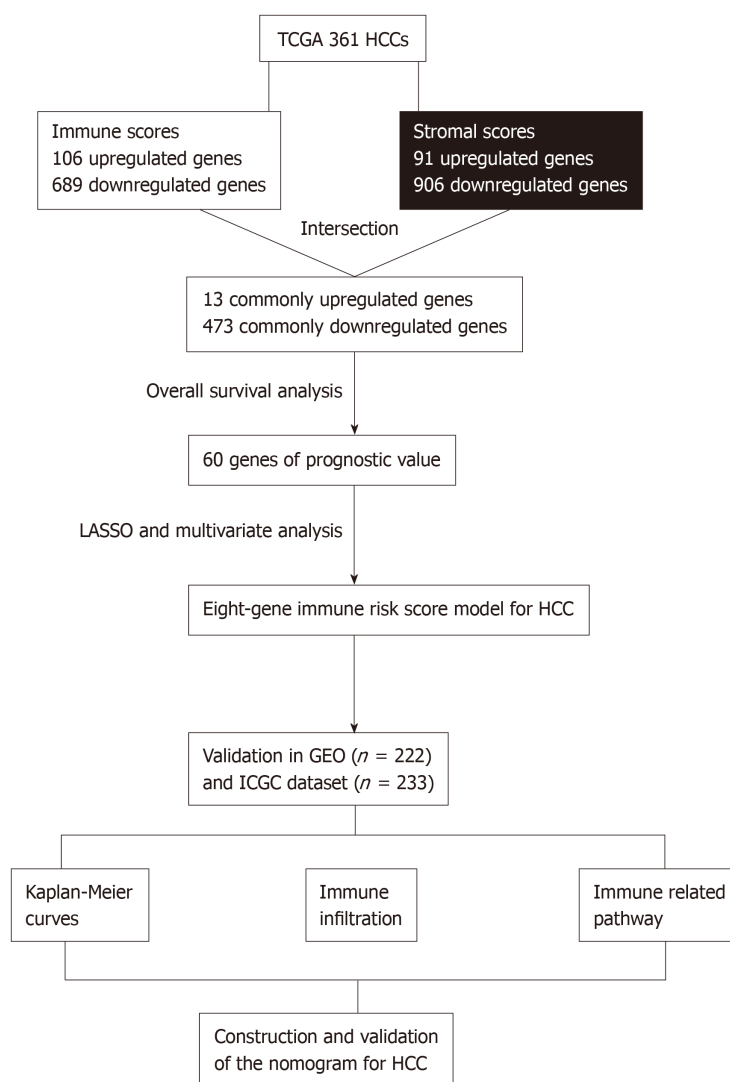 TCGA 361 HCCs
Immune scores
106 upregulated genes
689 downregulated genes
Stromal scores
91 upregulated genes
906 downregulated genes
Intersection
13 commonly upregulated genes
473 commonly downregulated genes
Overall survival analysis
60 genes of prognostic value
LASSO and multivariate analysis
Eight-gene immune risk score model for HCC
Validation in GEO (n = 222)
and ICGC dataset (n = 233)
Kaplan-Meier
curves
Immune
infiltration
Immune related
pathway
Construction and validation
of the nomogram for HCC